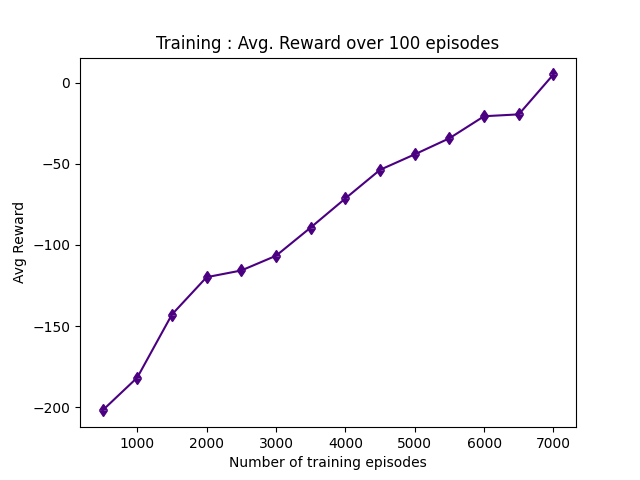 Training : Avg. Reward over 100 episodes
0
−50
−100
−150
−200
Avg Reward
1000 2000 3000 4000 5000 6000 7000
Number of training episodes